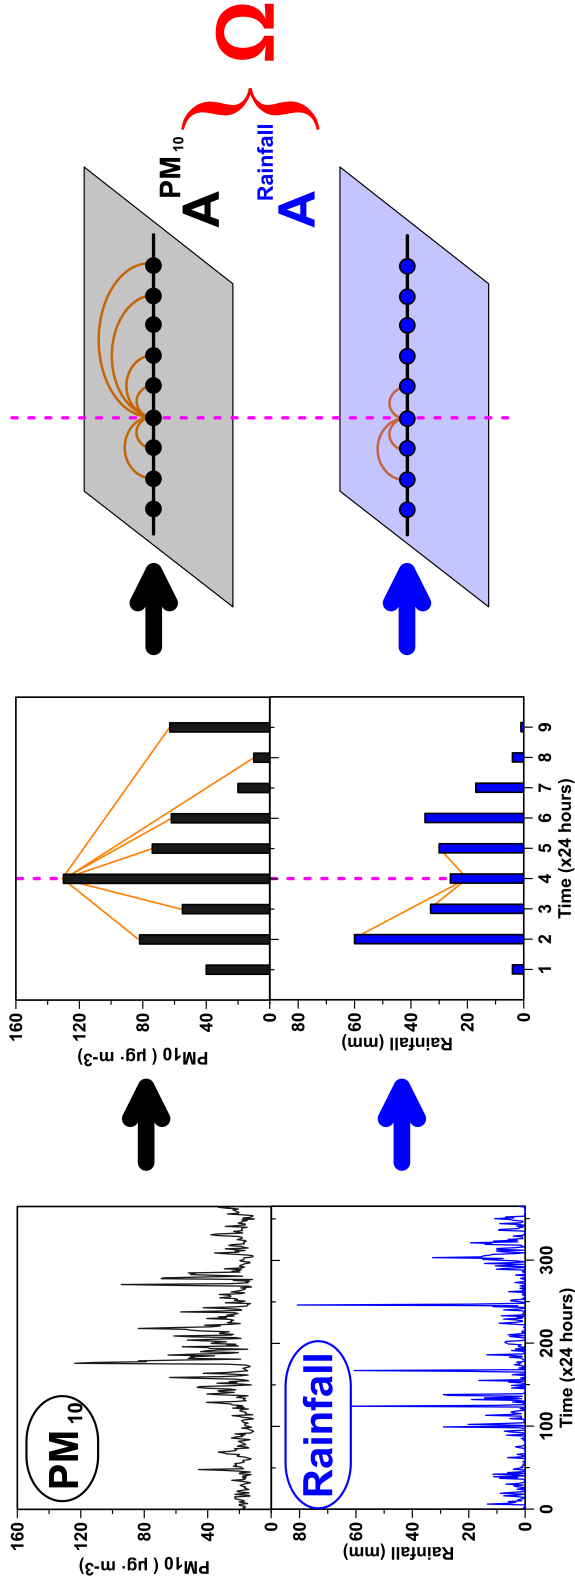 PM₁₀
160
120
80
40
0
PM₁₀ ( µg· m-3)
Rainfall
80
60
40
20
0
Rainfall (mm)
0 100 200 300
Time (x24 hours)
160
120
80
40
0
PM₁₀ ( µg· m-3)
80
60
40
20
0
Rainfall (mm)
1 2 3 4 5 6 7 8 9
Time (x24 hours)
A PM₁₀
A Rainfall
Ω